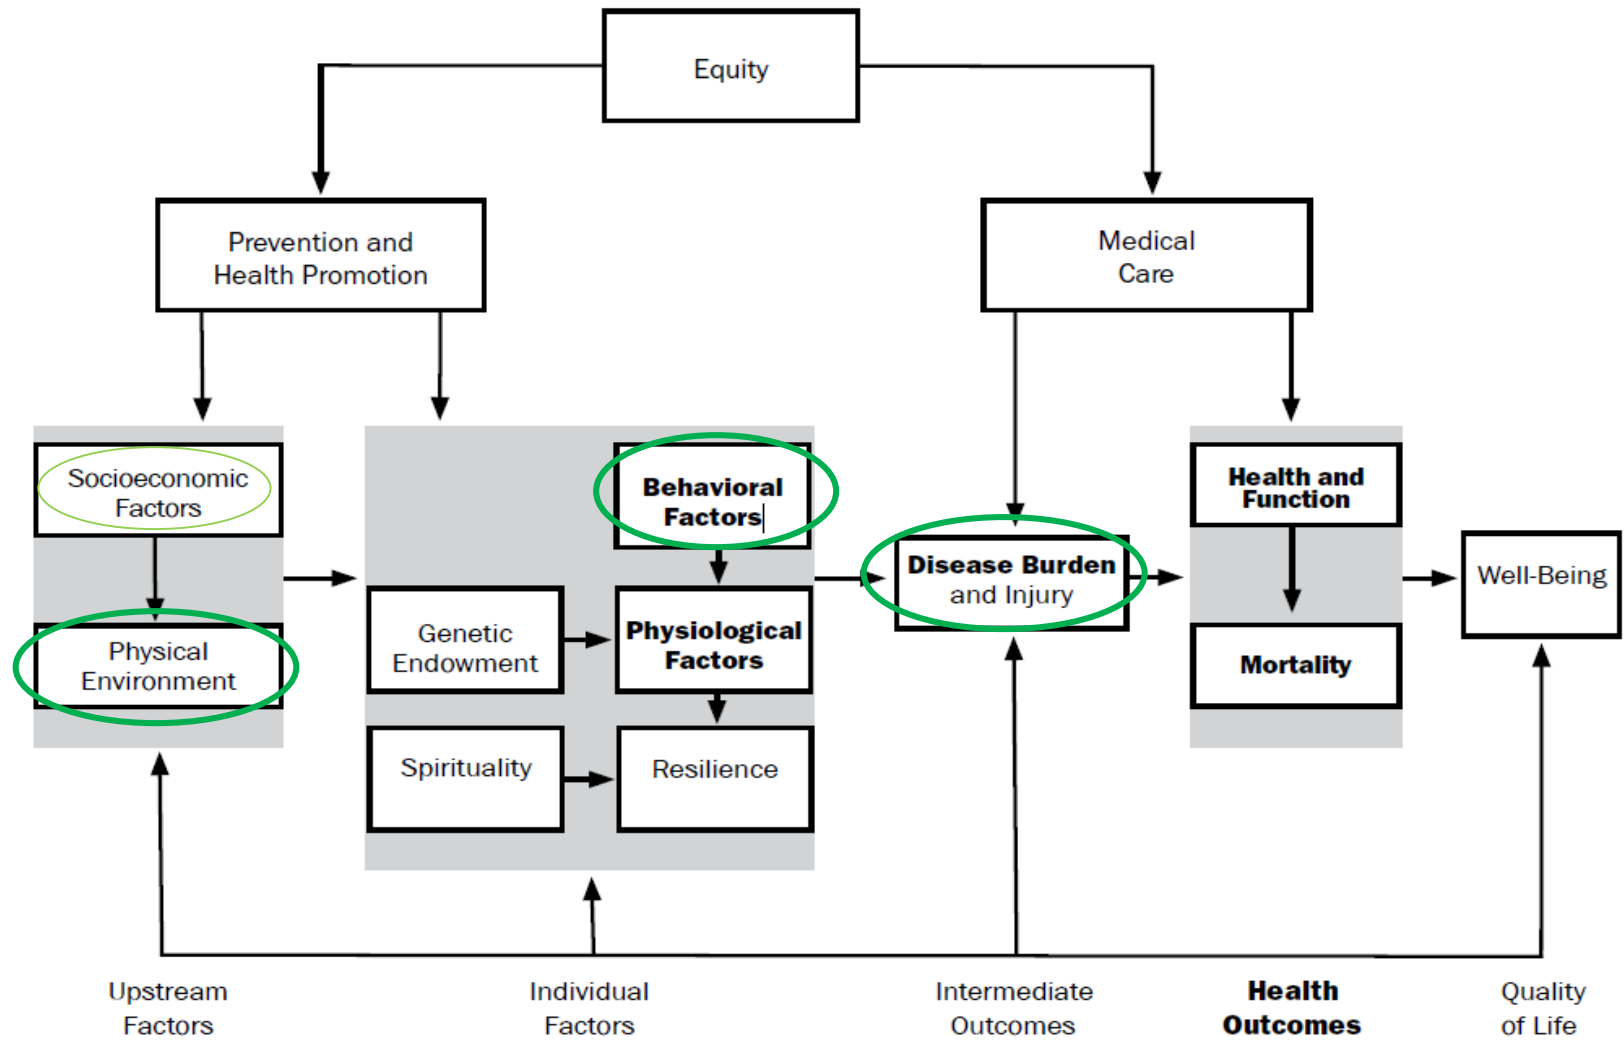 Equity
Prevention and
Health Promotion
Medical
Care
Socioeconomic
Factors
Physical
Environment
Behavioral
Factors
Genetic
Endowment
Physiological
Factors
Spirituality
Resilience
Disease Burden
and Injury
Health and
Function
Mortality
Well-Being
Upstream
Factors
Individual
Factors
Intermediate
Outcomes
Health
Outcomes
Quality
of Life